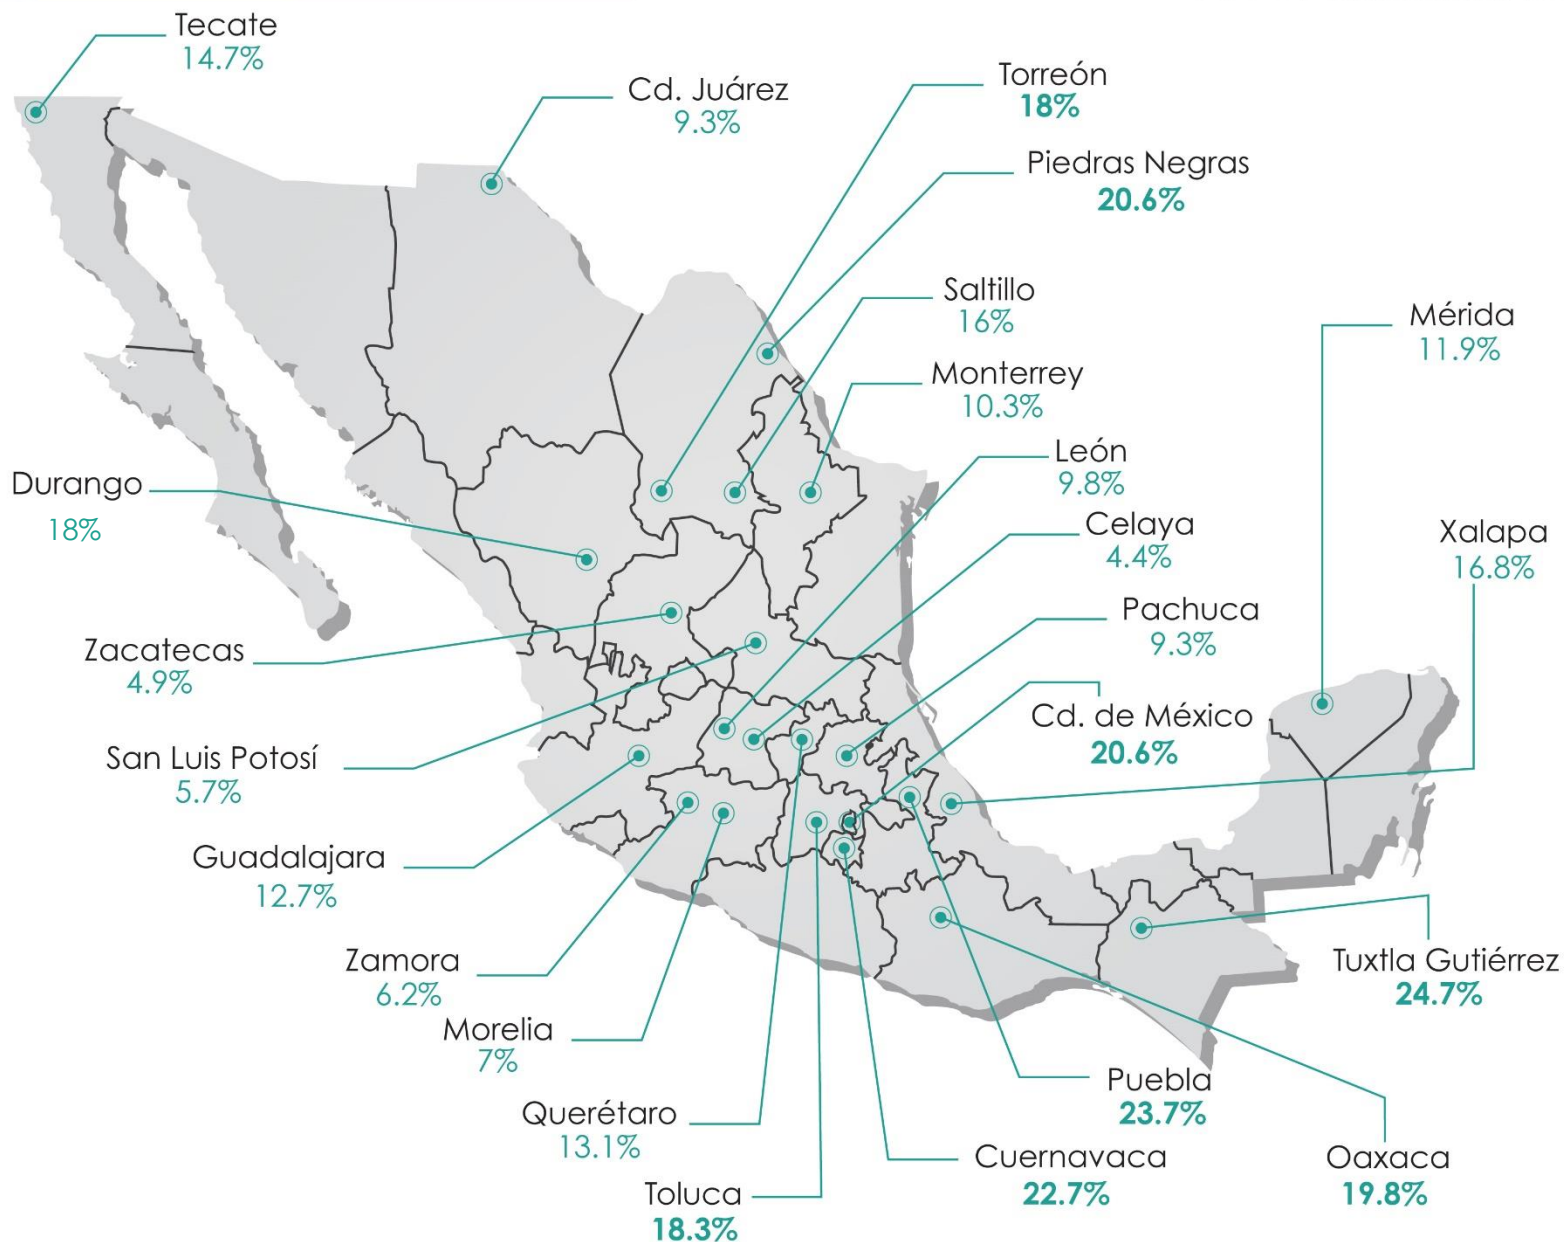 Tecate
14.7%
Cd. Juárez
9.3%
Torreón
18%
Piedras Negras
20.6%
Saltillo
16%
Monterrey
10.3%
Mérida
11.9%
León
9.8%
Durango
18%
Celaya
4.4%
Xalapa
16.8%
Pachuca
9.3%
Zacatecas
4.9%
Cd. de México
20.6%
San Luis Potosí
5.7%
Guadalajara
12.7%
Zamora
6.2%
Tuxtla Gutiérrez
24.7%
Morelia
7%
Puebla
23.7%
Querétaro
13.1%
Cuernavaca
22.7%
Oaxaca
19.8%
Toluca
18.3%